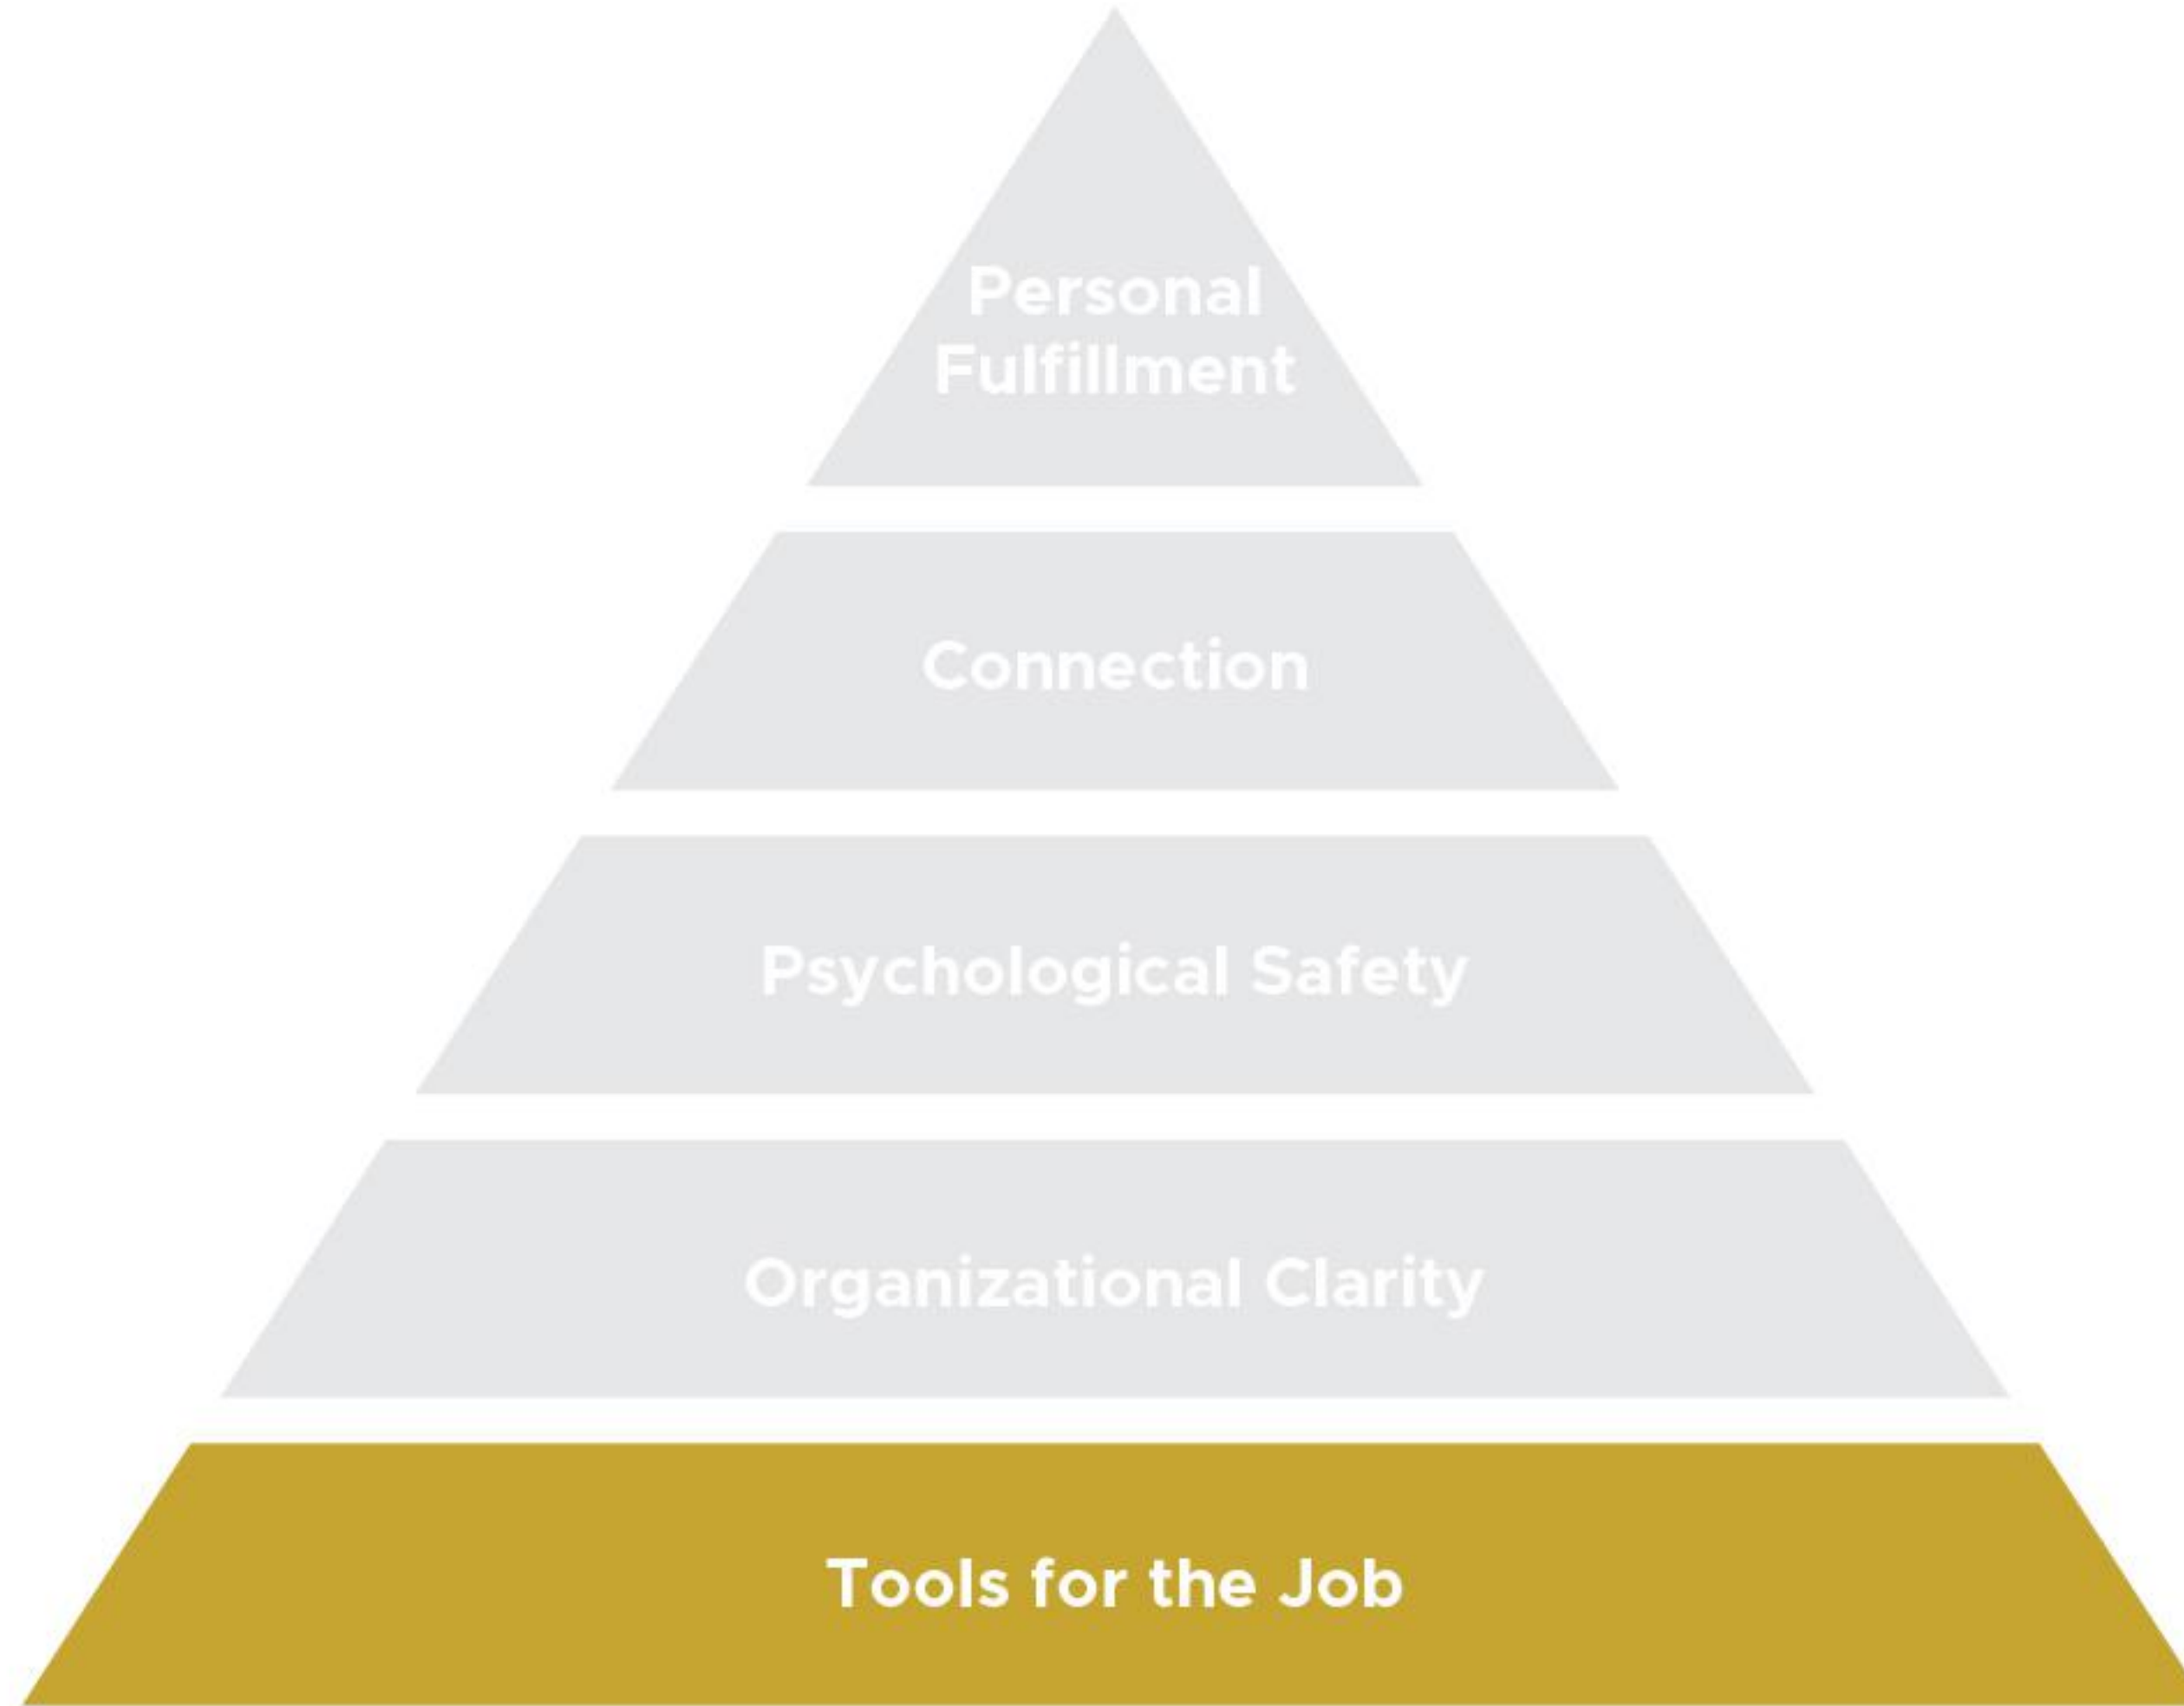 Personal
Fulfillment
Connection
Psychological Safety
Organizational Clarity
Tools for the Job